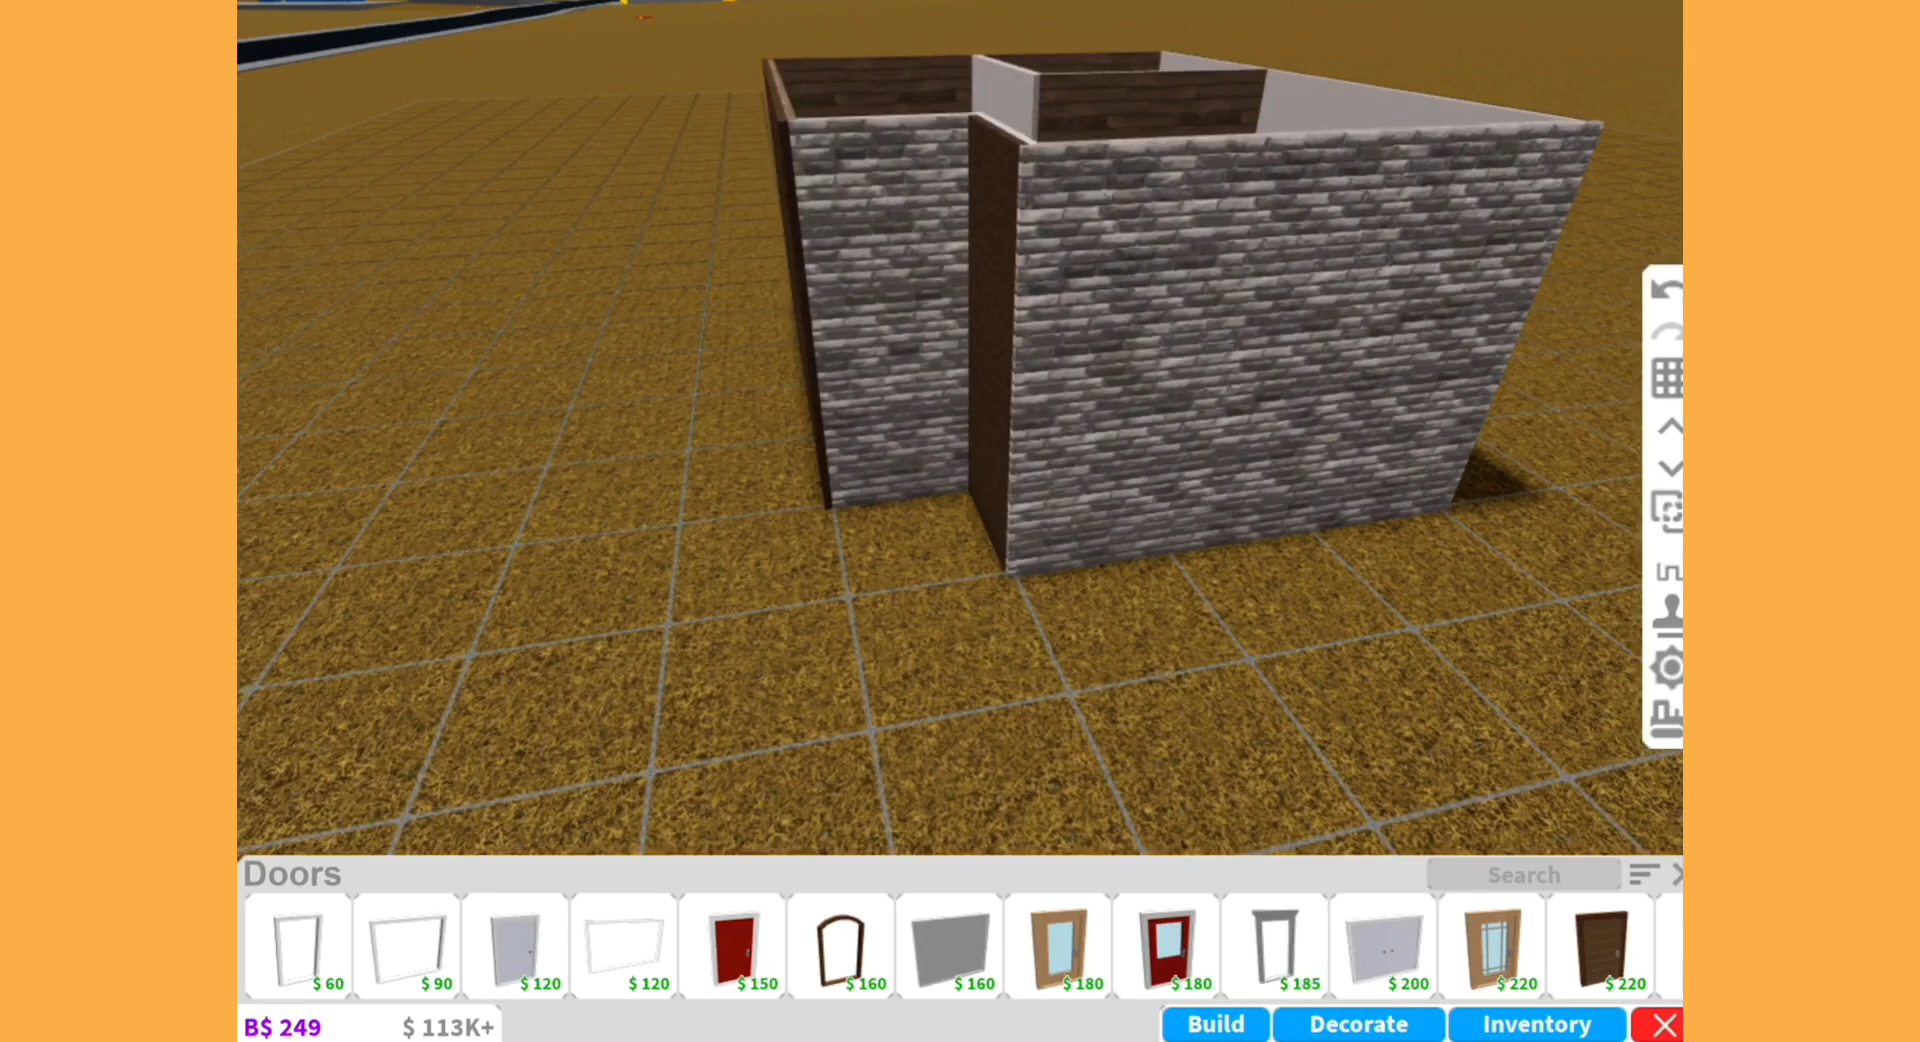 Doors
Search
$ 60
$ 90
$ 120
$ 120
$ 150
$ 160
$ 160
$ 180
$ 180
$ 185
$ 200
$ 220
$ 220
B$ 249
$ 113K+
Build
Decorate
Inventory